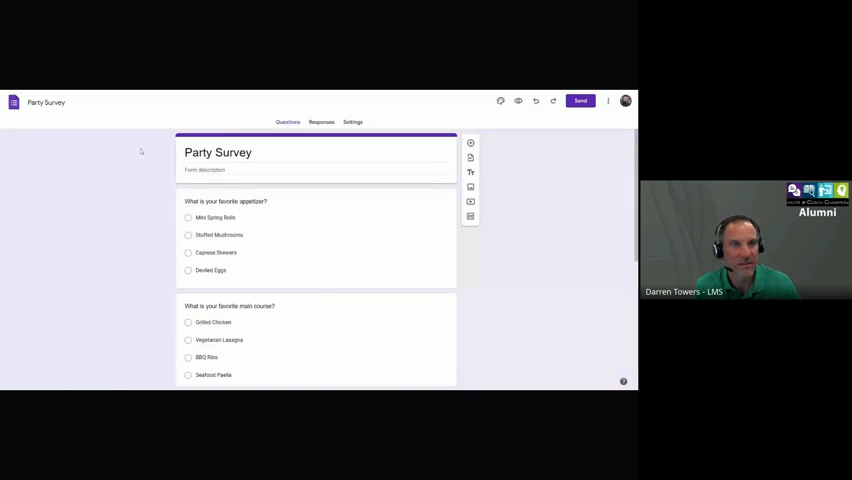 Party Survey
Send
Questions
Responses
Settings
Party Survey
Form description
What is your favorite appetizer?
Mini Spring Rolls
Stuffed Mushrooms
Caprese Skewers
Deviled Eggs
What is your favorite main course?
Grilled Chicken
Vegetarian Lasagna
BBQ Ribs
Seafood Paella
Alumni
Darren Towers - LMS